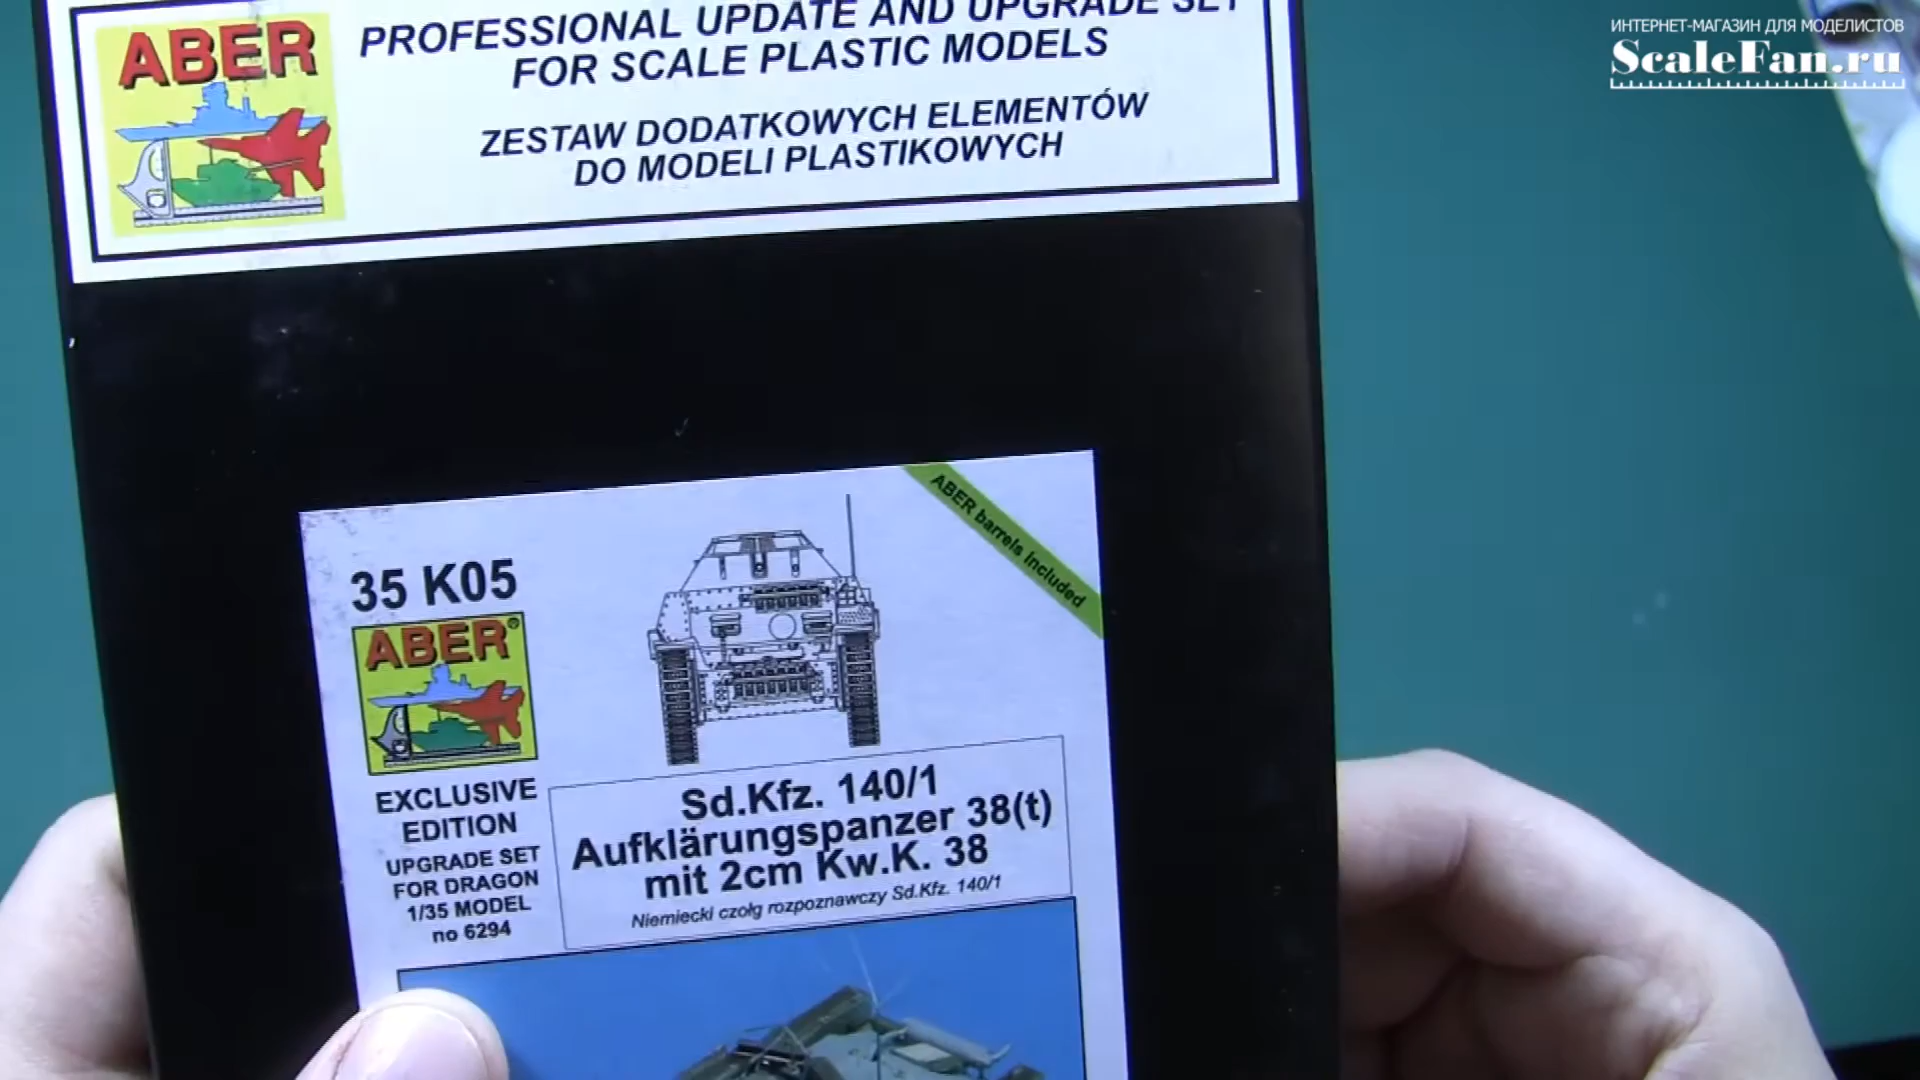 ABER
PROFESSIONAL UPDATE AND UPGRADE SET
FOR SCALE PLASTIC MODELS
ZESTAW DODATKOWYCH ELEMENTÓW
DO MODELI PLASTIKOWYCH
ИНТЕРНЕТ-МАГАЗИН ДЛЯ МОДЕЛИСТОВ
ScaleFan.ru
ABER barrels included
35 K05
ABER®
EXCLUSIVE
EDITION
UPGRADE SET
FOR DRAGON
1/35 MODEL
no 6294
Sd.Kfz. 140/1
Aufklärungspanzer 38(t)
mit 2cm Kw.K. 38
Niemiecki czołg rozpoznawczy Sd.Kfz. 140/1